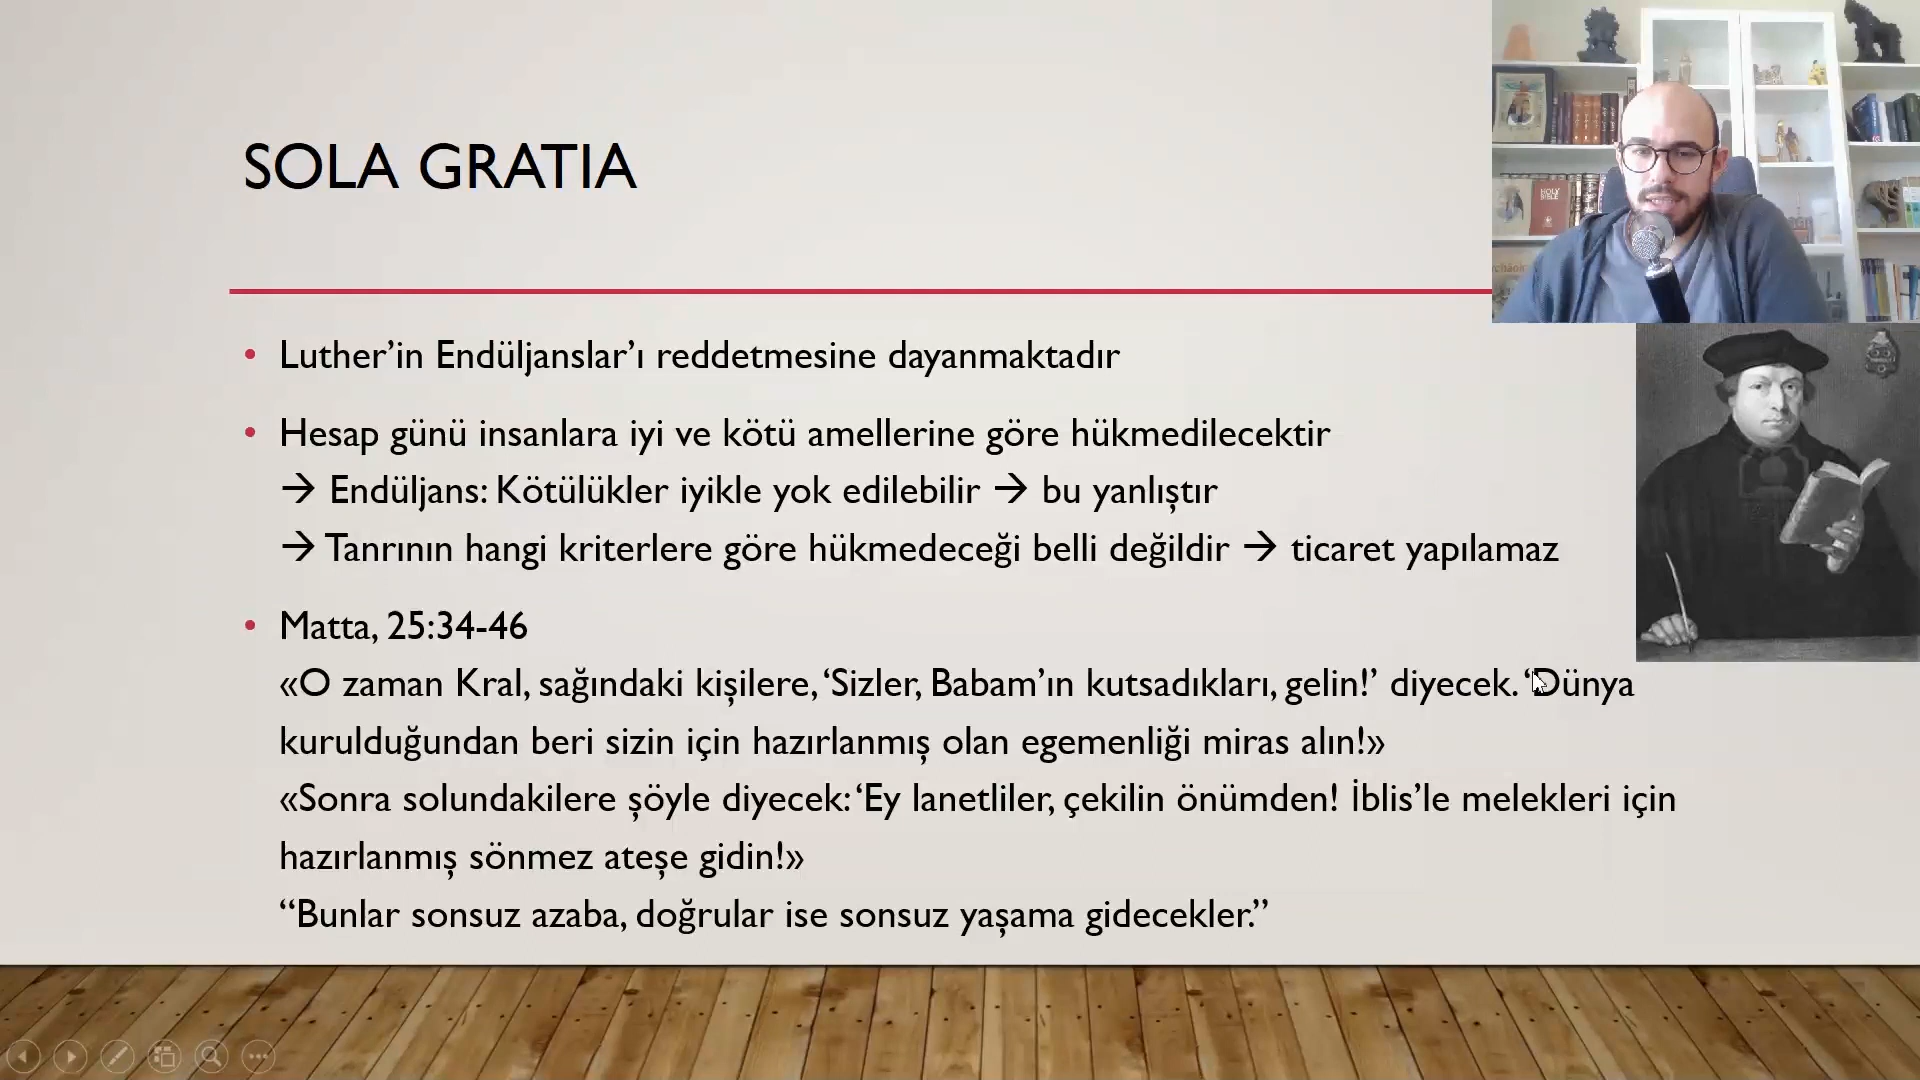 SOLA GRATIA
• Luther’in Endüljanslar’ı reddetmesine dayanmaktadır
• Hesap günü insanlara iyi ve kötü amellerine göre hükmedilecektir
→ Endüljans: Kötülükler iyikle yok edilebilir → bu yanlıştır
→ Tanrının hangi kriterlere göre hükmedeceği belli değildir → ticaret yapılamaz
• Matta, 25:34-46
«O zaman Kral, sağındaki kişilere, ‘Sizler, Babam’ın kutsadıkları, gelin!’ diyecek. ‘Dünya
kurulduğundan beri sizin için hazırlanmış olan egemenliği miras alın!»
«Sonra solundakilere şöyle diyecek: ‘Ey lanetliler, çekilin önümden! İblis’le melekleri için
hazırlanmış sönmez ateşe gidin!»
“Bunlar sonsuz azaba, doğrular ise sonsuz yaşama gidecekler.”
HOLY
BIBLE